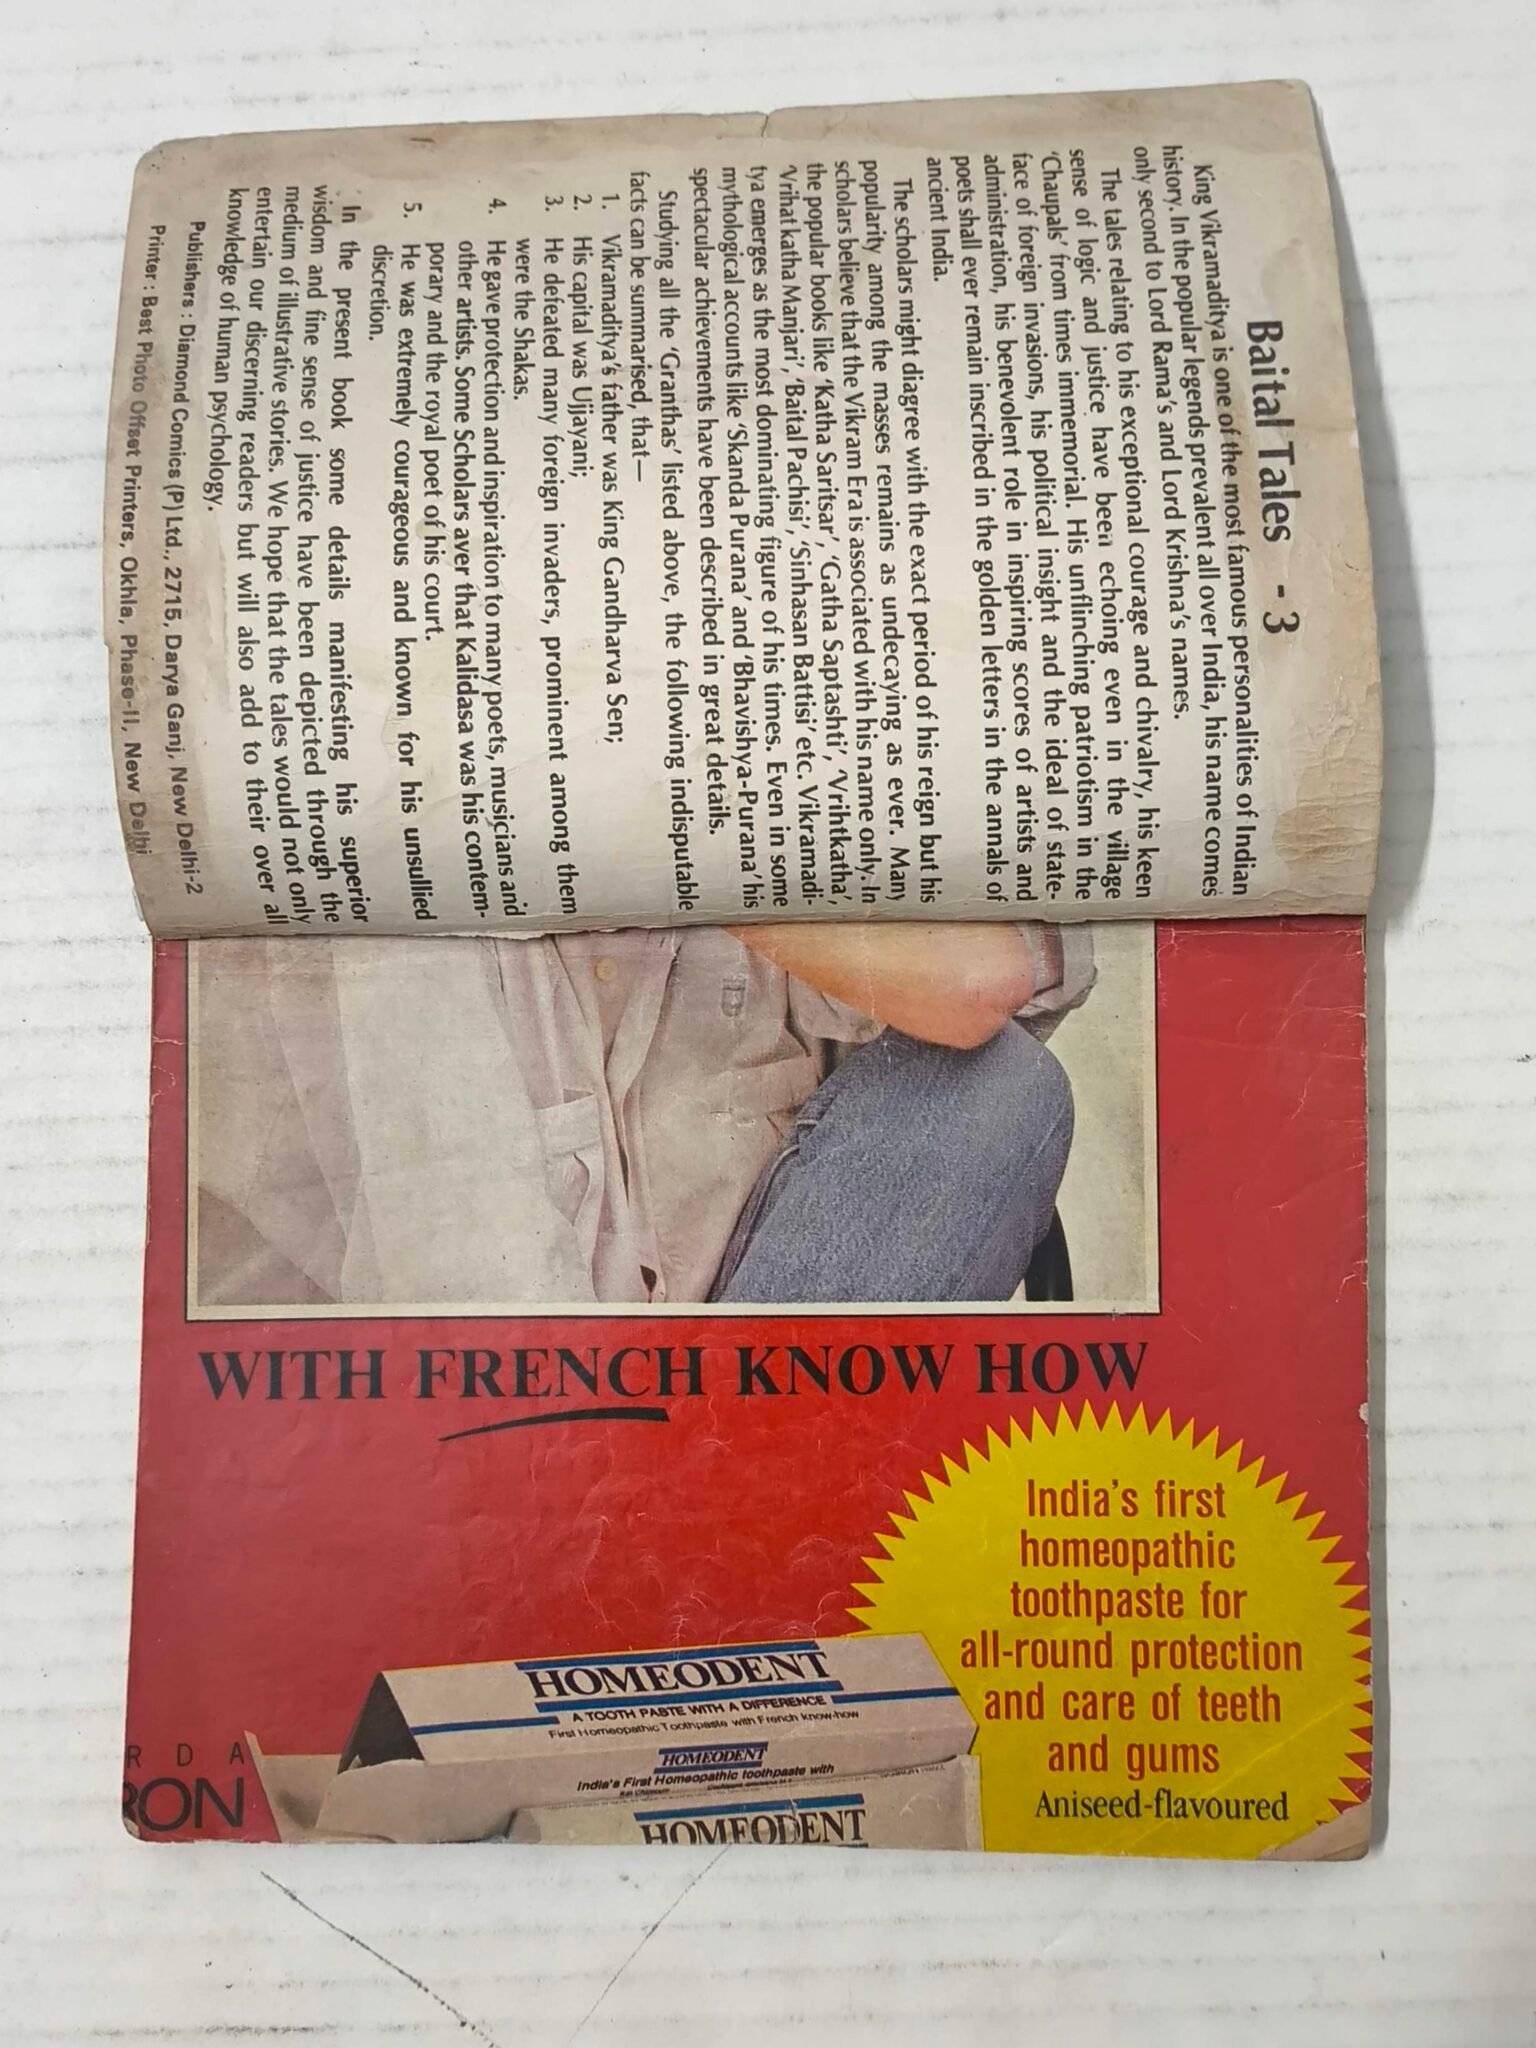 Baital Tales - 3
King Vikramaditya is one of the most famous personalities of Indian
history. In the popular legends prevalent all over India, his name comes
only second to Lord Rama's and Lord Krishna's names.
The tales relating to his exceptional courage and chivalry, his keen
sense of logic and justice have been echoing even in the village
'Chaupals' from times immemorial. His unflinching patriotism in the
face of foreign invasions, his political insight and the ideal of state-
administration, his benevolent role in inspiring scores of artists and
poets shall ever remain inscribed in the golden letters in the annals of
ancient India.
The scholars might diagree with the exact period of his reign but his
popularity among the masses remains as undecaying as ever. Many
scholars believe that the Vikram Era is associated with his name only. In
the popular books like 'Katha Saritsar', 'Gatha Saptashti', 'Vrihtkatha',
'Vrihat katha Manjari', 'Baital Pachisi', 'Sinhasan Battisi' etc. Vikramadi-
tya emerges as the most dominating figure of his times. Even in some
mythological accounts like 'Skanda Purana' and 'Bhavishya-Purana' his
spectacular achievements have been described in great details.
Studying all the 'Granthas' listed above, the following indisputable
facts can be summarised, that—
1. Vikramaditya's father was King Gandharva Sen;
2. His capital was Ujjayani;
3. He defeated many foreign invaders, prominent among them
were the Shakas.
4. He gave protection and inspiration to many poets, musicians and
other artists. Some Scholars aver that Kalidasa was his contem-
porary and the royal poet of his court.
5. He was extremely courageous and known for his unsullied
discretion.
In the present book some details manifesting his superior
wisdom and fine sense of justice have been depicted through the
medium of illustrative stories. We hope that the tales would not only
entertain our discerning readers but will also add to their over all
knowledge of human psychology.
Publishers : Diamond Comics (P) Ltd., 2715, Darya Ganj, New Delhi-2
Printer : Best Photo Offset Printers, Okhla, Phase-II, New Delhi
WITH FRENCH KNOW HOW
India's first
homeopathic
toothpaste for
all-round protection
and care of teeth
and gums
Aniseed-flavoured
HOMEODENT
A TOOTH PASTE WITH A DIFFERENCE
First Homeopathic Toothpaste with French know-how
HOMEODENT
India's First Homeopathic toothpaste with
HOMEODENT
R D A
RON